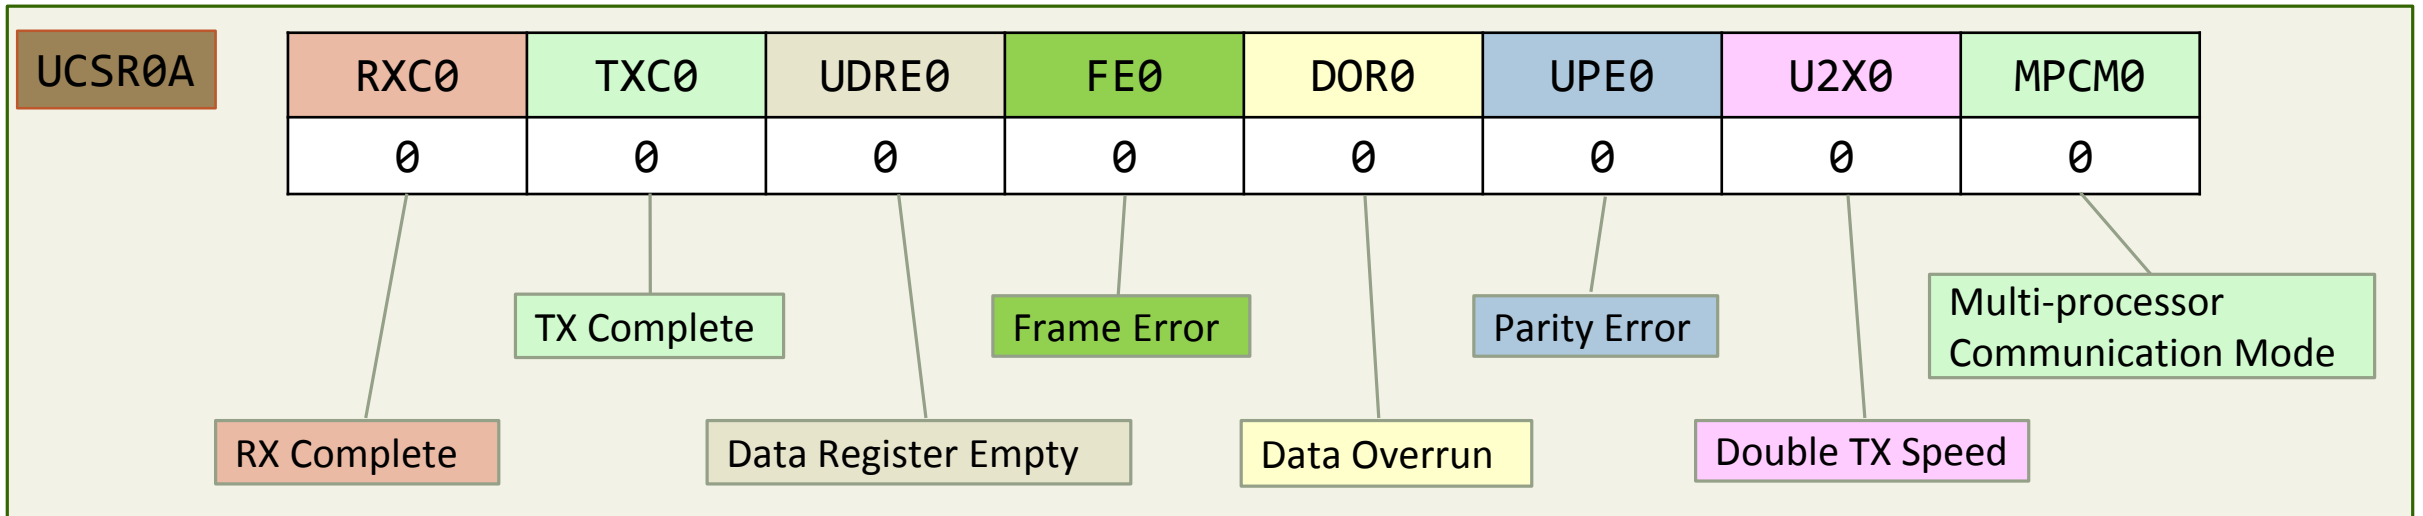 UCSR0A
RXC0 TXC0 UDRE0 FE0 DOR0 UPE0 U2X0 MPCM0
0 0 0 0 0 0 0 0
TX Complete
Frame Error
Parity Error
Multi-processor
Communication Mode
RX Complete
Data Register Empty
Data Overrun
Double TX Speed